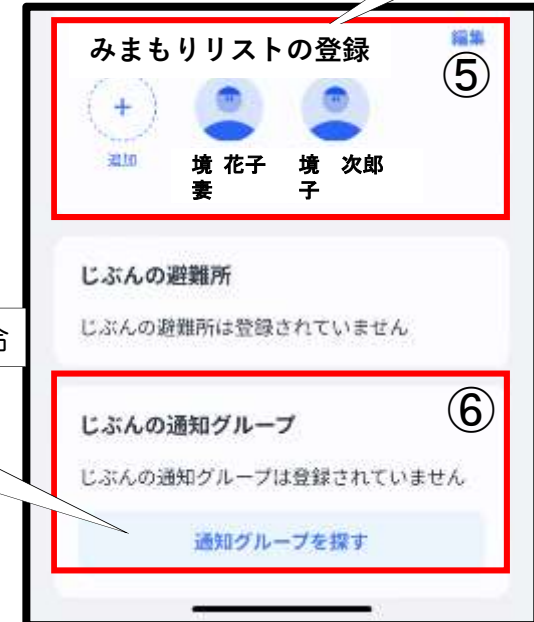 みまもりリストの登録
編集
⑤
+
追加
境 花子
妻
境 次郎
子
じぶんの避難所
じぶんの避難所は登録されていません
じぶんの通知グループ
⑥
じぶんの通知グループは登録されていません
通知グループを探す